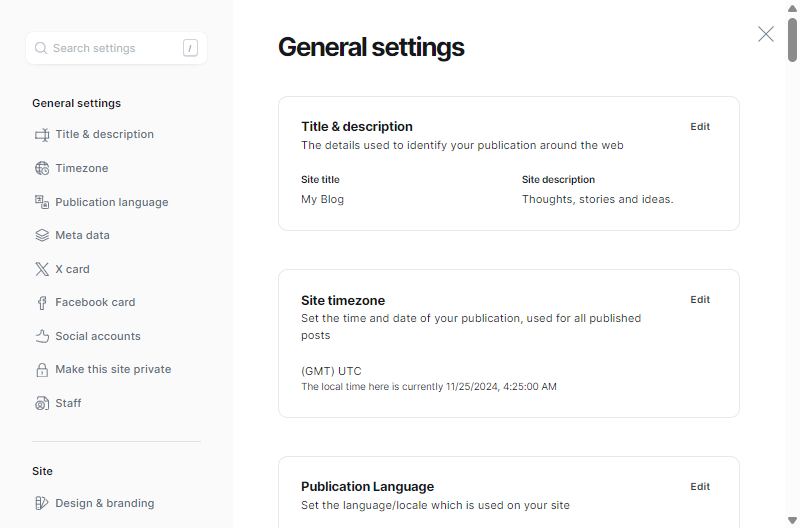 Search settings /
General settings
Title & description
Timezone
Publication language
Meta data
X card
Facebook card
Social accounts
Make this site private
Staff
Site
Design & branding
General settings
Title & description
Edit
The details used to identify your publication around the web
Site title
My Blog
Site description
Thoughts, stories and ideas.
Site timezone
Edit
Set the time and date of your publication, used for all published
posts
(GMT) UTC
The local time here is currently 11/25/2024, 4:25:00 AM
Publication Language
Edit
Set the language/locale which is used on your site